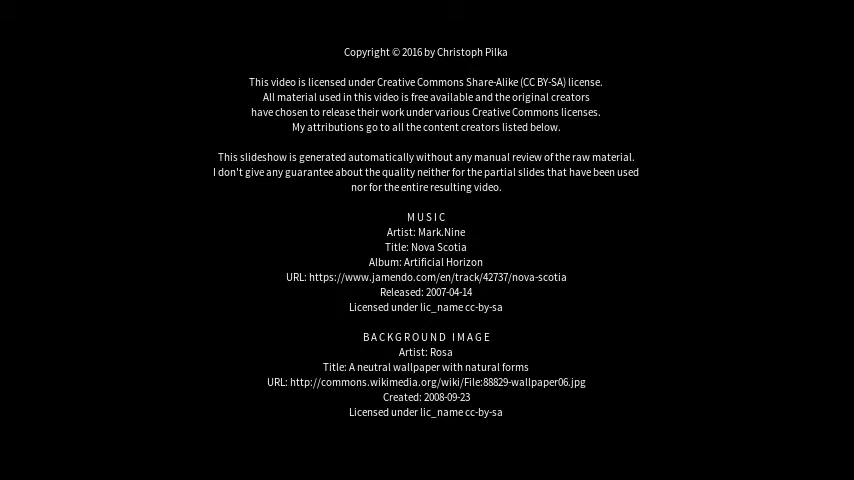 Copyright © 2016 by Christoph Pilka
This video is licensed under Creative Commons Share-Alike (CC BY-SA) license.
All material used in this video is free available and the original creators
have chosen to release their work under various Creative Commons licenses.
My attributions go to all the content creators listed below.
This slideshow is generated automatically without any manual review of the raw material.
I don't give any guarantee about the quality neither for the partial slides that have been used
nor for the entire resulting video.
M U S I C
Artist: Mark.Nine
Title: Nova Scotia
Album: Artificial Horizon
URL: https://www.jamendo.com/en/track/42737/nova-scotia
Released: 2007-04-14
Licensed under lic_name cc-by-sa
B A C K G R O U N D   I M A G E
Artist: Rosa
Title: A neutral wallpaper with natural forms
URL: http://commons.wikimedia.org/wiki/File:88829-wallpaper06.jpg
Created: 2008-09-23
Licensed under lic_name cc-by-sa